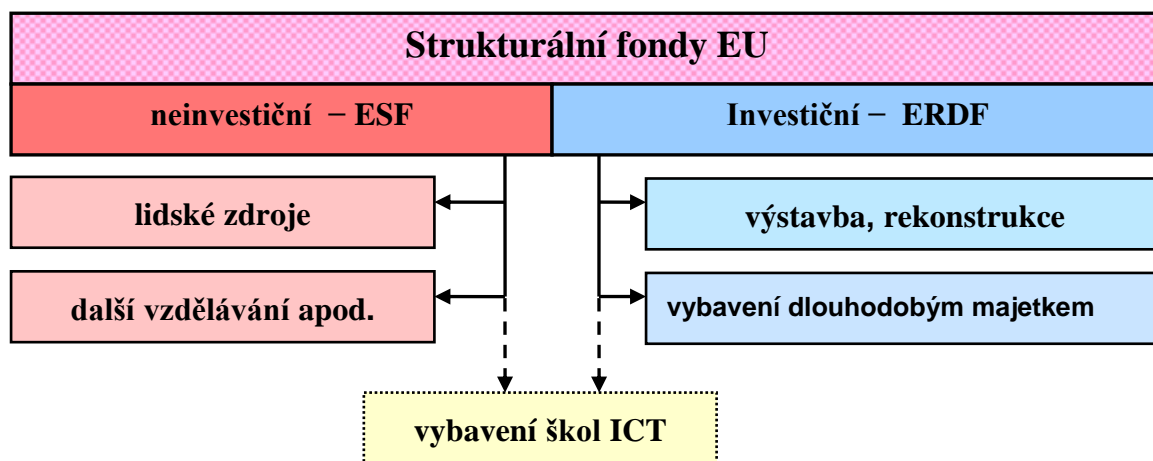 Strukturální fondy EU
neinvestiční – ESF
Investiční – ERDF
lidské zdroje
výstavba, rekonstrukce
další vzdělávání apod.
vybavení dlouhodobým majetkem
vybavení škol ICT